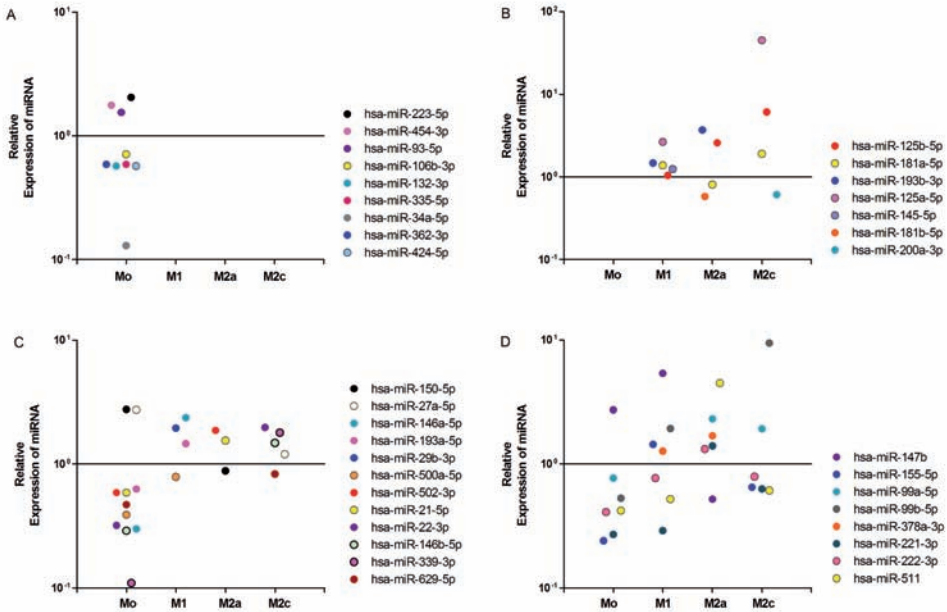 A
Relative
Expression of miRNA
10¹
10⁰
10⁻¹
Mo M1 M2a M2c
hsa-miR-223-5p
hsa-miR-454-3p
hsa-miR-93-5p
hsa-miR-106b-3p
hsa-miR-132-3p
hsa-miR-335-5p
hsa-miR-34a-5p
hsa-miR-362-3p
hsa-miR-424-5p
B
Relative
Expression of miRNA
10²
10¹
10⁰
10⁻¹
Mo M1 M2a M2c
hsa-miR-125b-5p
hsa-miR-181a-5p
hsa-miR-193b-3p
hsa-miR-125a-5p
hsa-miR-145-5p
hsa-miR-181b-5p
hsa-miR-200a-3p
C
Relative
Expression of miRNA
10¹
10⁰
10⁻¹
Mo M1 M2a M2c
hsa-miR-150-5p
hsa-miR-27a-5p
hsa-miR-146a-5p
hsa-miR-193a-5p
hsa-miR-29b-3p
hsa-miR-500a-5p
hsa-miR-502-3p
hsa-miR-21-5p
hsa-miR-22-3p
hsa-miR-146b-5p
hsa-miR-339-3p
hsa-miR-629-5p
D
Relative
Expression of miRNA
10¹
10⁰
10⁻¹
Mo M1 M2a M2c
hsa-miR-147b
hsa-miR-155-5p
hsa-miR-99a-5p
hsa-miR-99b-5p
hsa-miR-378a-3p
hsa-miR-221-3p
hsa-miR-222-3p
hsa-miR-511